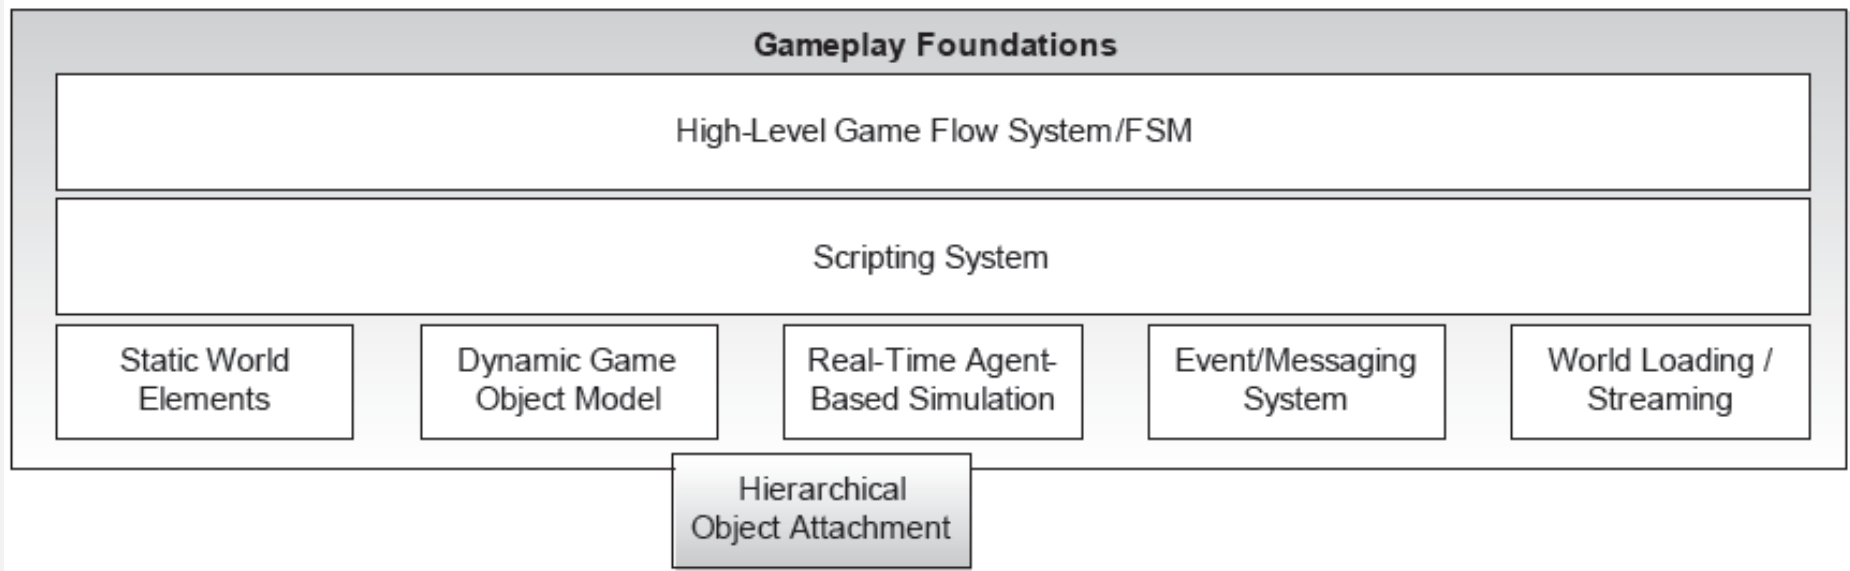 Gameplay Foundations
High-Level Game Flow System/FSM
Scripting System
Static World
Elements
Dynamic Game
Object Model
Real-Time Agent-
Based Simulation
Event/Messaging
System
World Loading /
Streaming
Hierarchical
Object Attachment